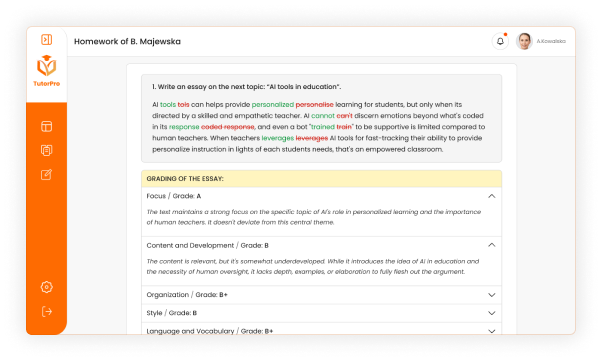 Homework of B. Majewska
A.Kowalska
TutorPro
1. Write an essay on the next topic: "AI tools in education".
AI tools tois can helps provide personalized personalise learning for students, but only when its
directed by a skilled and empathetic teacher. AI cannot can't discern emotions beyond what's coded
in its response coded response, and even a bot "trained train" to be supportive is limited compared to
human teachers. When teachers leverages leverages AI tools for fast-tracking their ability to provide
personalize instruction in lights of each students needs, that's an empowered classroom.
GRADING OF THE ESSAY:
Focus / Grade: A
The text maintains a strong focus on the specific topic of AI's role in personalized learning and the importance
of human teachers. It doesn't deviate from this central theme.
Content and Development / Grade: B
The content is relevant, but it's somewhat underdeveloped. While it introduces the idea of AI in education and
the necessity of human oversight, it lacks depth, examples, or elaboration to fully flesh out the argument.
Organization / Grade: B+
Style / Grade: B
Language and Vocabulary / Grade: B+